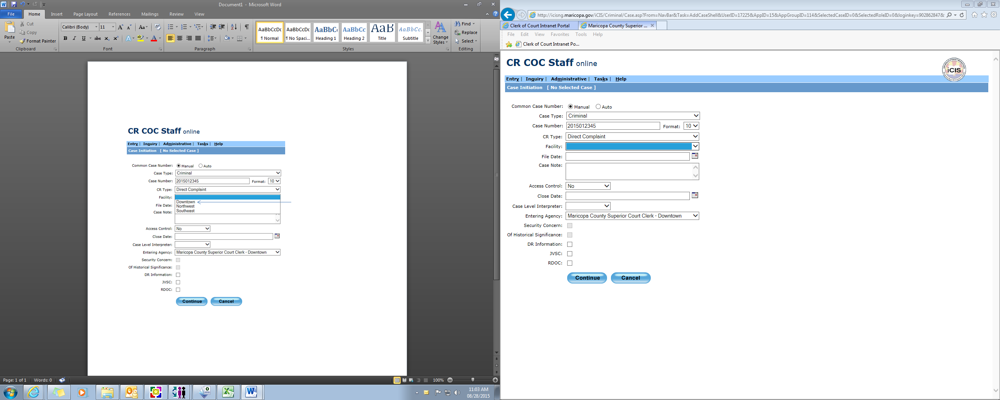 Document1 - Microsoft Word
File Home Insert Page Layout References Mailings Review View
Paste
Cut
Copy
Format Painter
Clipboard
Calibri (Body) 11
Font
Paragraph
AaBbCcDc AaBbCcDc AaBbCc AaBbCc AaB AaBbCc.
¶ Normal ¶ No Spaci... Heading 1 Heading 2 Title Subtitle
Change Styles
Styles
Find
Replace
Select
Editing
CR COC Staff online
Entry | Inquiry | Administrative | Tasks | Help
Case Initiation [ No Selected Case ]
Common Case Number: Manual Auto
Case Type: Criminal
Case Number: 2015012345 Format: 10
CR Type: Direct Complaint
Facility:
Downtown
File Date: Northwest
Southeast
Case Note:
Access Control: No
Close Date:
Case Level Interpreter:
Entering Agency: Maricopa County Superior Court Clerk - Downtown
Security Concern:
Of Historical Significance:
DR Information:
JVSC:
RDOC:
Continue Cancel
Page: 1 of 1 Words: 0 100%
11:03 AM
08/28/2015
http://icisng.maricopa.gov/iCIS/Criminal/Case.asp?From=NavBar&Task=AddCaseShell&UserID=17225&AppID=15&AppGroupID=114&SelectedCaseID=0&SelectedRoleID=0&loginkey=902862847&
Clerk of Court Intranet Portal Maricopa County Superior ...
File Edit View Favorites Tools Help
Clerk of Court Intranet Po...
CR COC Staff online
iCIS
Entry | Inquiry | Administrative | Tasks | Help
Case Initiation [ No Selected Case ]
Common Case Number: Manual Auto
Case Type: Criminal
Case Number: 2015012345 Format: 10
CR Type: Direct Complaint
Facility:
File Date:
Case Note:
Access Control: No
Close Date:
Case Level Interpreter:
Entering Agency: Maricopa County Superior Court Clerk - Downtown
Security Concern:
Of Historical Significance:
DR Information:
JVSC:
RDOC:
Continue Cancel